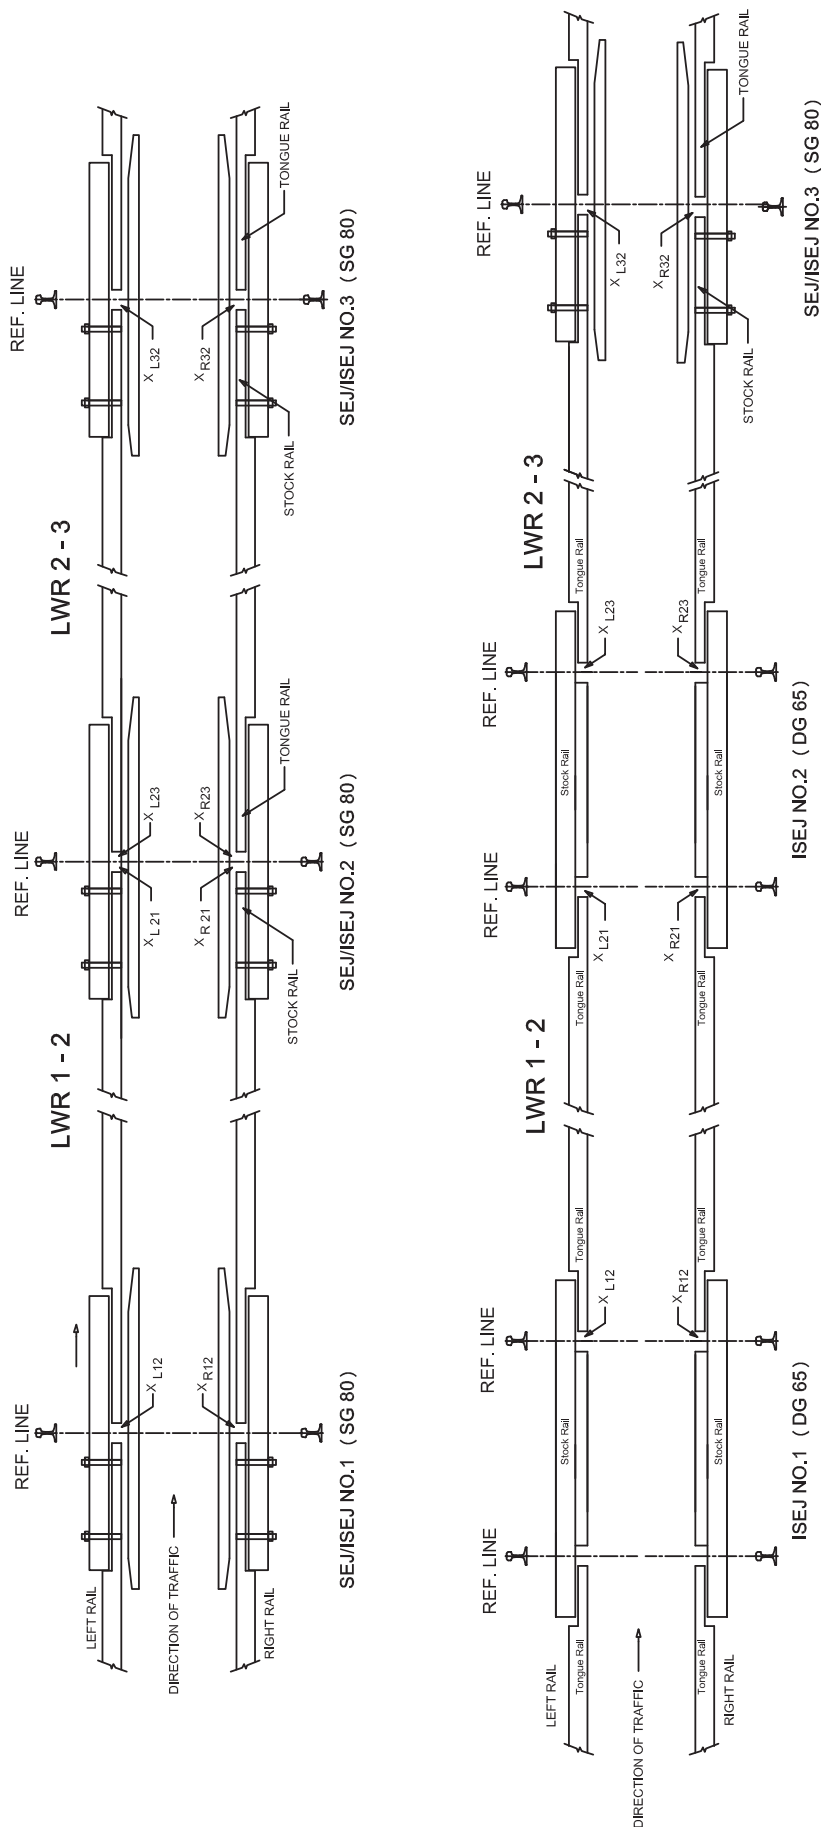 REF. LINE
REF. LINE
REF. LINE
LWR 1 - 2
LWR 2 - 3
LEFT RAIL
X L12
X L 21
X L23
X L32
DIRECTION OF TRAFFIC
X R12
X R 21
X R23
X R32
RIGHT RAIL
STOCK RAIL
TONGUE RAIL
STOCK RAIL
TONGUE RAIL
SEJ/ISEJ NO.1 ( SG 80 )
SEJ/ISEJ NO.2 ( SG 80 )
SEJ/ISEJ NO.3 ( SG 80 )
REF. LINE
REF. LINE
REF. LINE
REF. LINE
REF. LINE
LWR 1 - 2
LWR 2 - 3
LEFT RAIL
Tongue Rail
Stock Rail
Tongue Rail
Tongue Rail
Stock Rail
Tongue Rail
X L12
X L21
X L23
X L32
DIRECTION OF TRAFFIC
X R12
X R21
X R23
X R32
Tongue Rail
Stock Rail
Tongue Rail
Tongue Rail
Stock Rail
Tongue Rail
RIGHT RAIL
STOCK RAIL
TONGUE RAIL
ISEJ NO.1 ( DG 65 )
ISEJ NO.2 ( DG 65 )
SEJ/ISEJ NO.3 ( SG 80 )